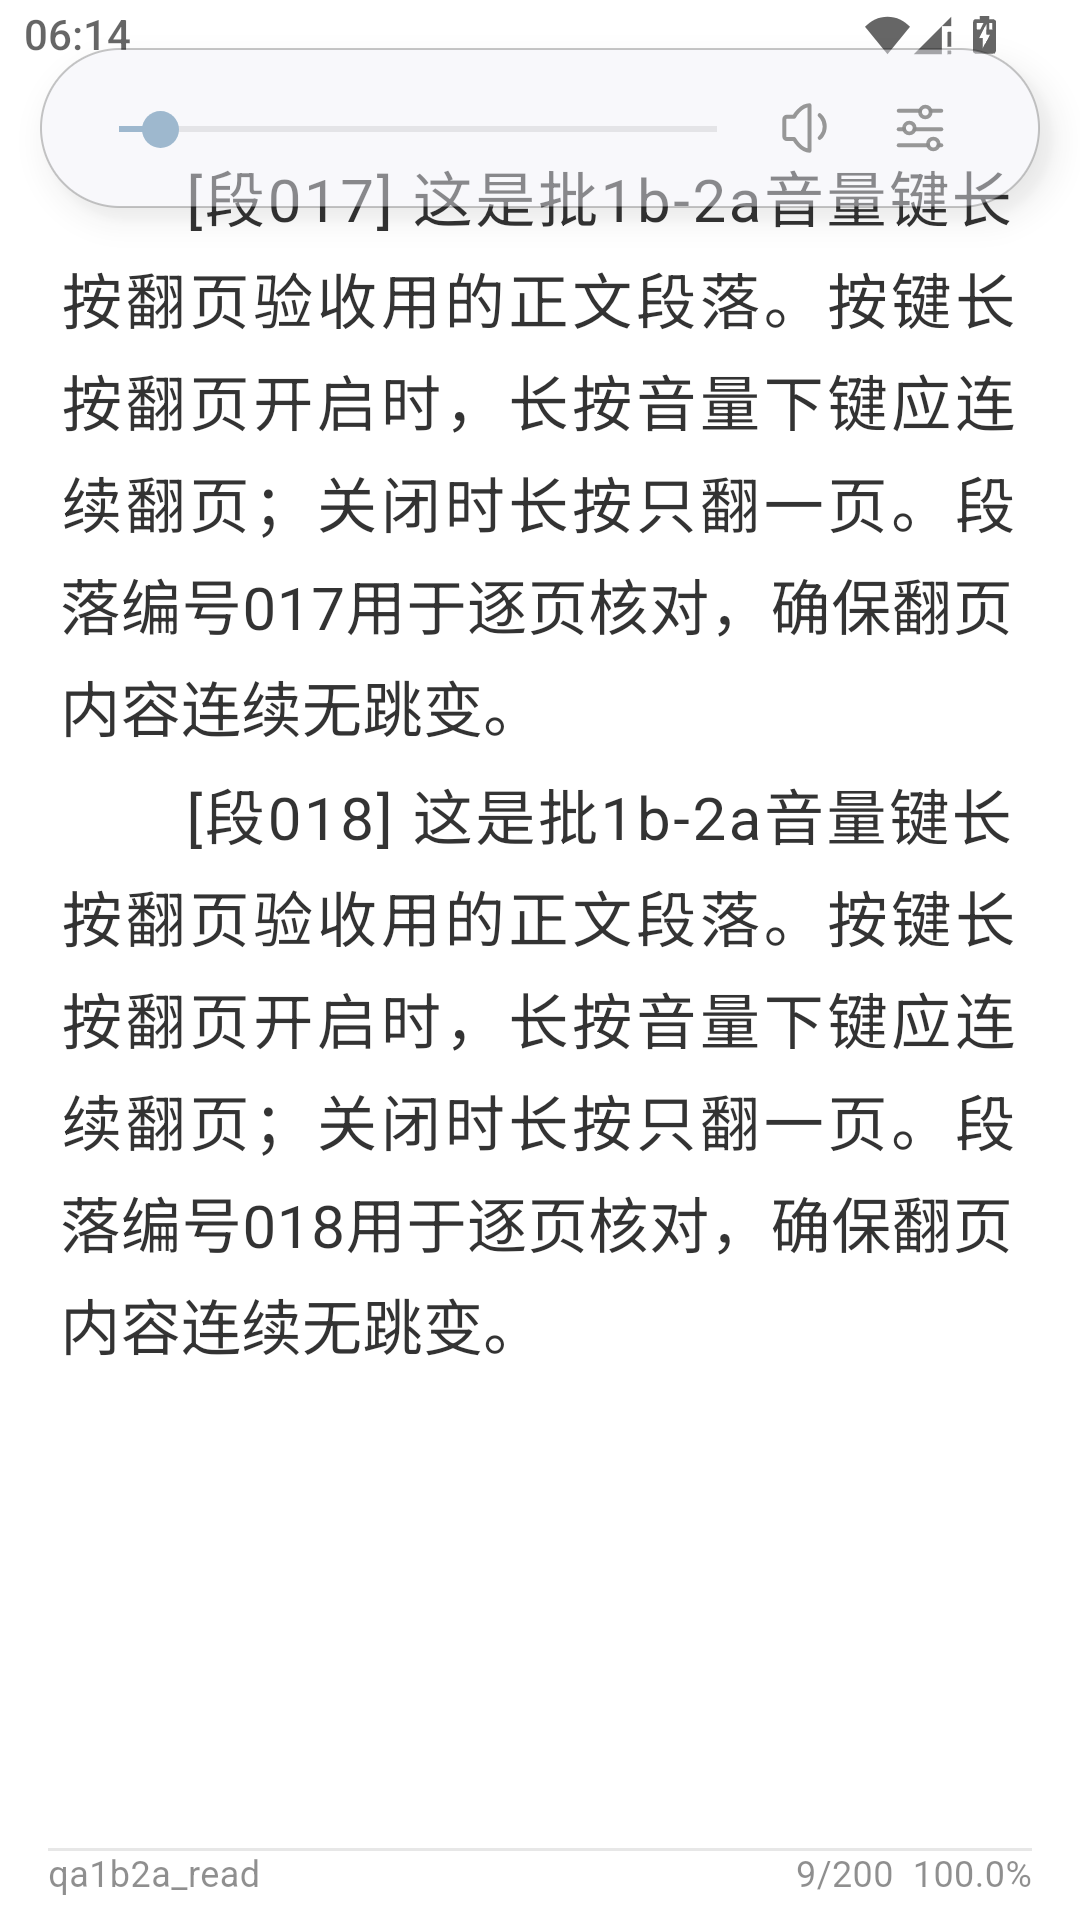 06:14
[段017] 这是批1b-2a音量键长
按翻页验收用的正文段落。按键长
按翻页开启时，长按音量下键应连
续翻页；关闭时长按只翻一页。段
落编号017用于逐页核对，确保翻页
内容连续无跳变。
[段018] 这是批1b-2a音量键长
按翻页验收用的正文段落。按键长
按翻页开启时，长按音量下键应连
续翻页；关闭时长按只翻一页。段
落编号018用于逐页核对，确保翻页
内容连续无跳变。
qa1b2a_read 9/200 100.0%